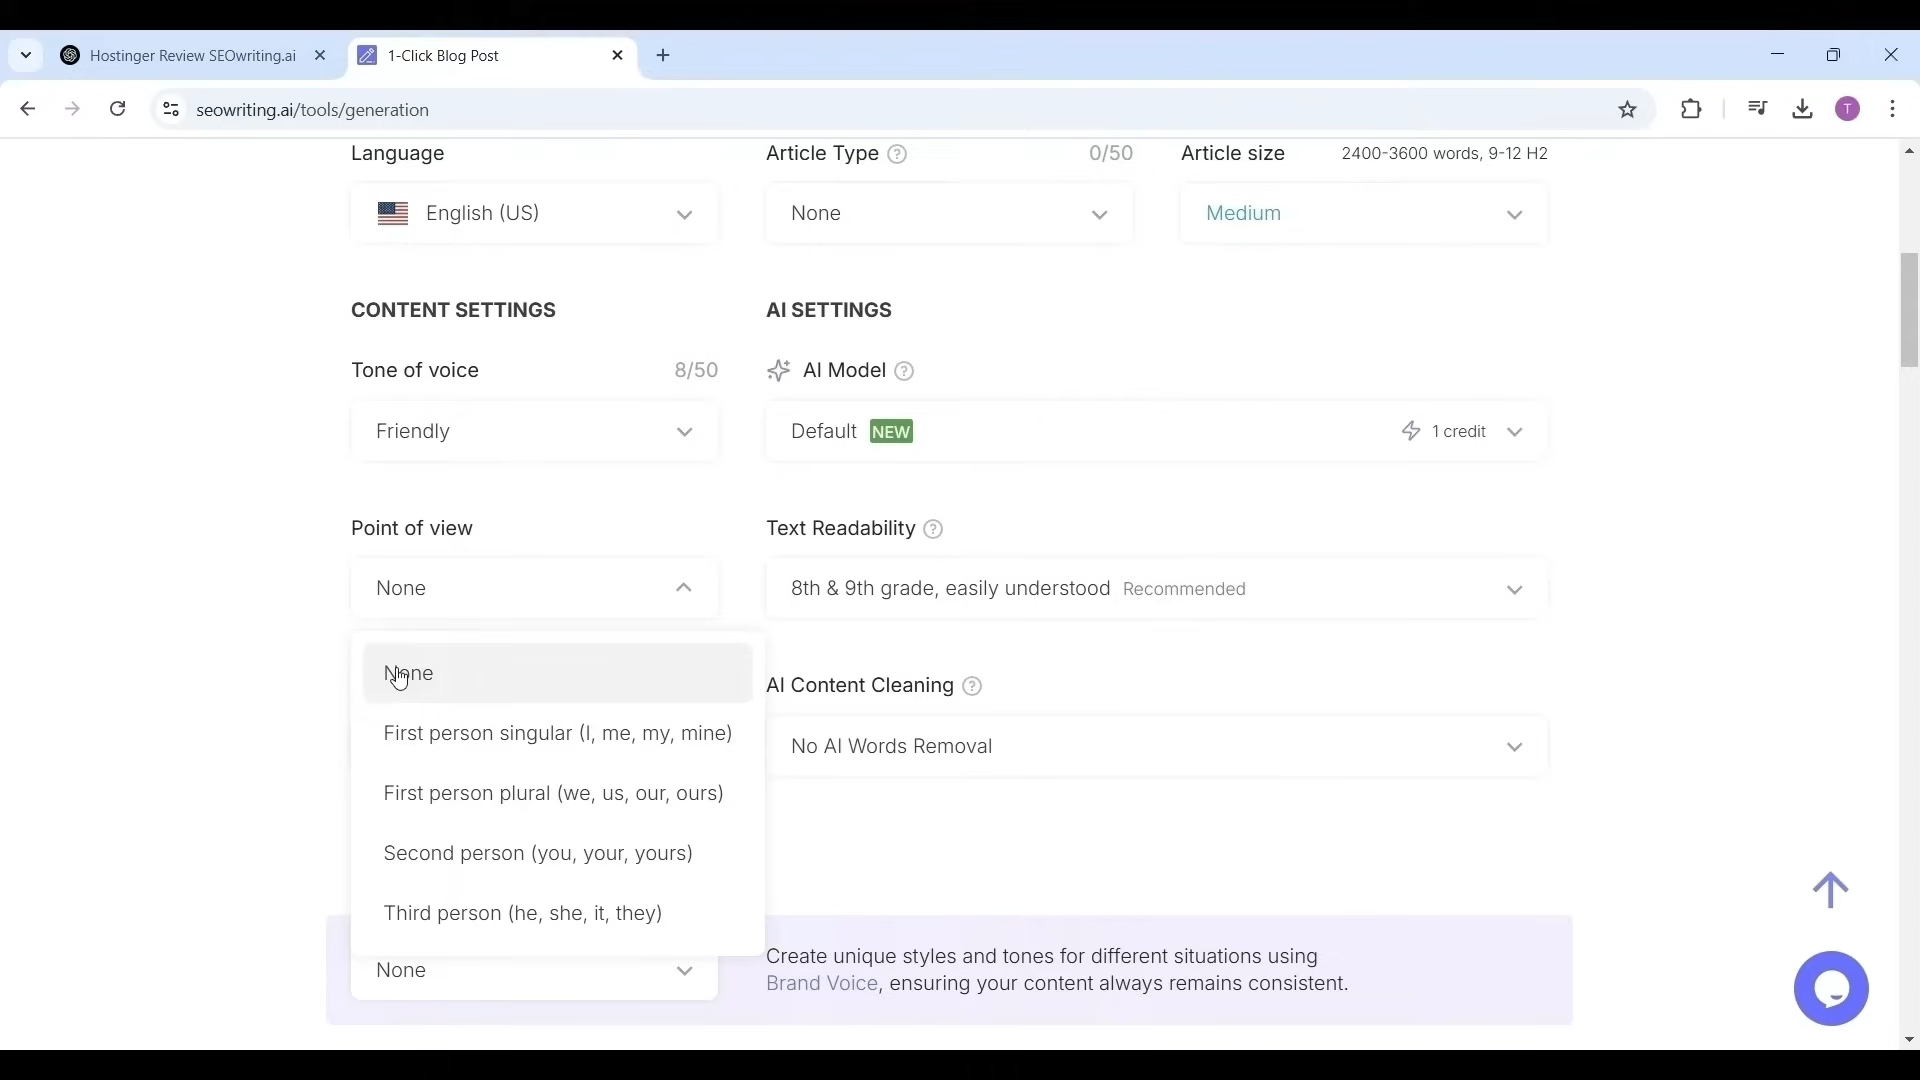 Hostinger Review SEOwriting.ai
1-Click Blog Post
seowriting.ai/tools/generation
T
Language
Article Type ?
0/50
Article size
2400-3600 words, 9-12 H2
English (US)
None
Medium
CONTENT SETTINGS
AI SETTINGS
Tone of voice
8/50
AI Model ?
Friendly
Default NEW
1 credit
Point of view
Text Readability ?
None
8th & 9th grade, easily understood Recommended
None
AI Content Cleaning ?
First person singular (I, me, my, mine)
No AI Words Removal
First person plural (we, us, our, ours)
Second person (you, your, yours)
Third person (he, she, it, they)
None
Create unique styles and tones for different situations using
Brand Voice, ensuring your content always remains consistent.